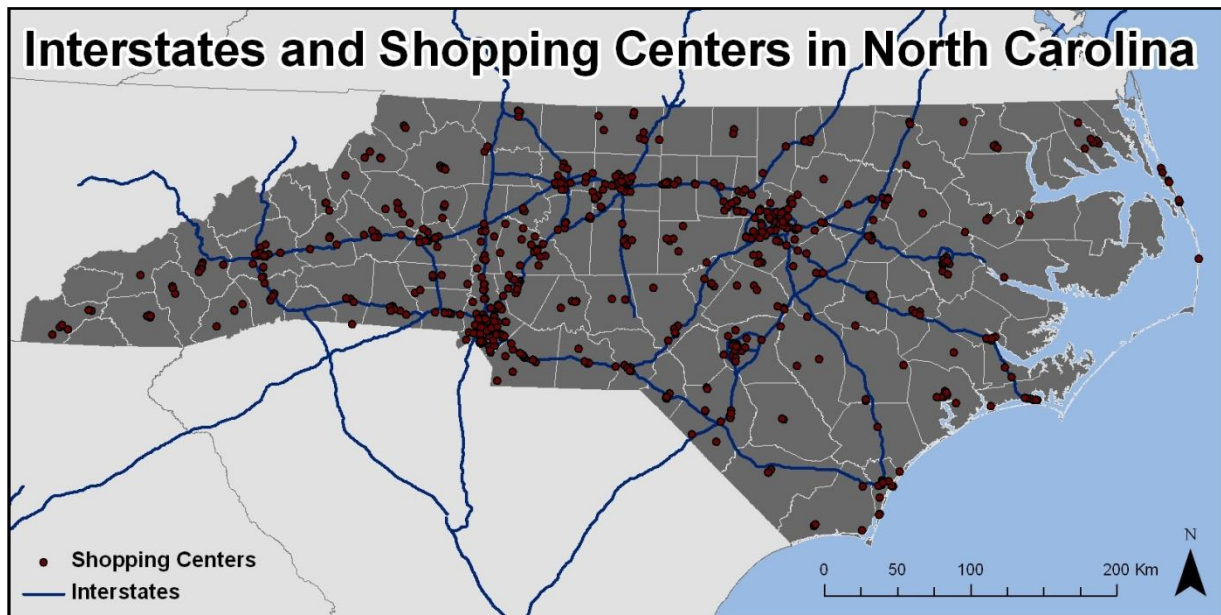 Interstates and Shopping Centers in North Carolina
Shopping Centers
Interstates
N
0 50 100 200 Km